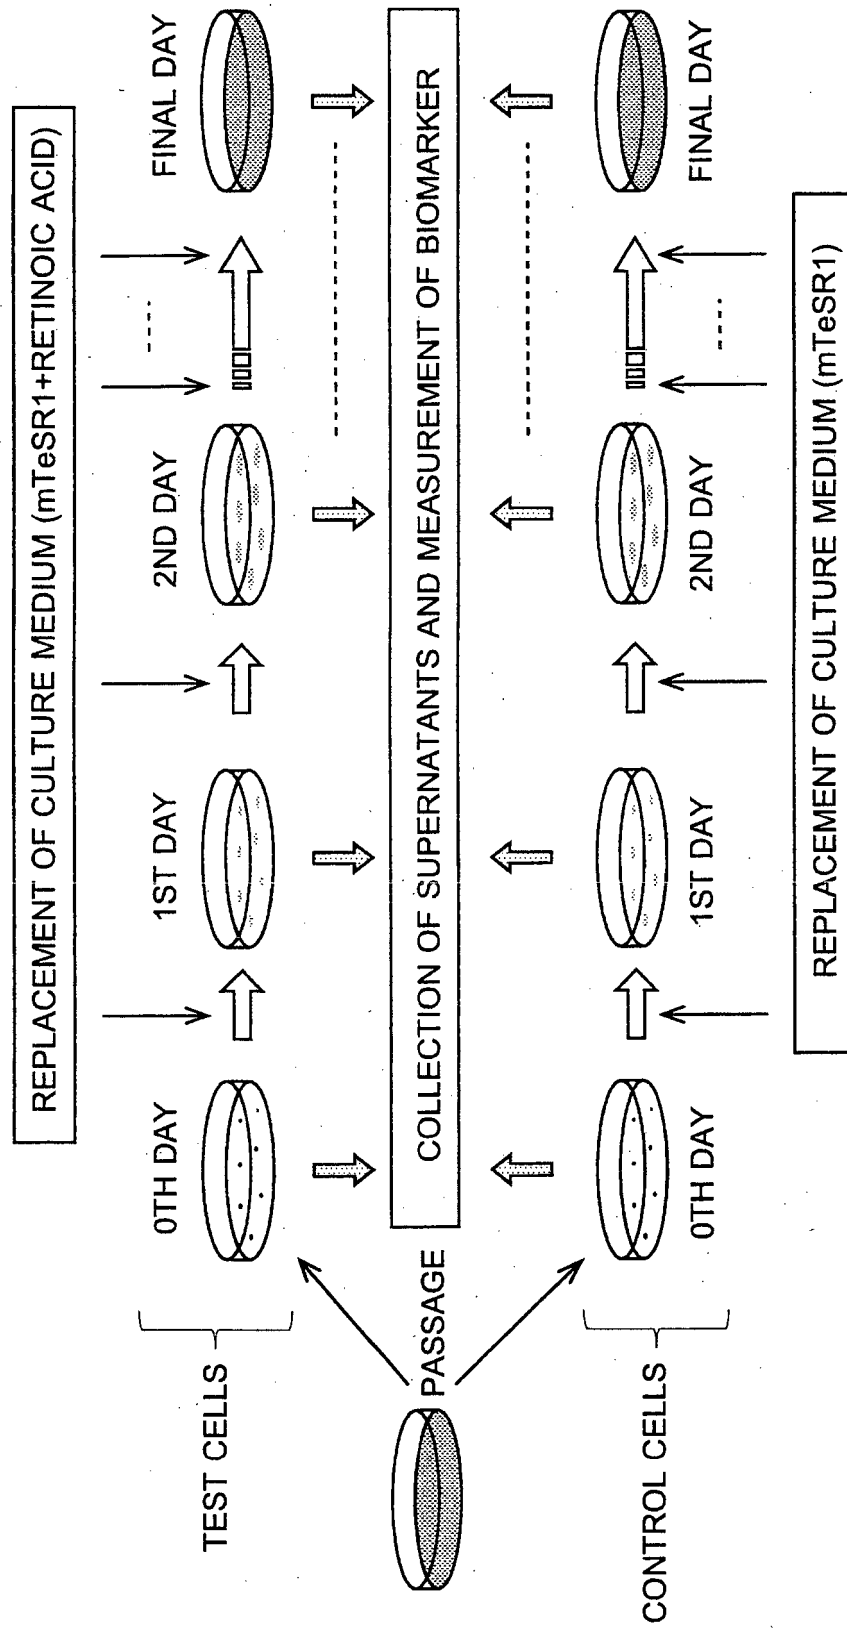 REPLACEMENT OF CULTURE MEDIUM (mTeSR1+RETINOIC ACID)
TEST CELLS
0TH DAY
1ST DAY
2ND DAY
FINAL DAY
PASSAGE
COLLECTION OF SUPERNATANTS AND MEASUREMENT OF BIOMARKER
CONTROL CELLS
0TH DAY
1ST DAY
2ND DAY
FINAL DAY
REPLACEMENT OF CULTURE MEDIUM (mTeSR1)